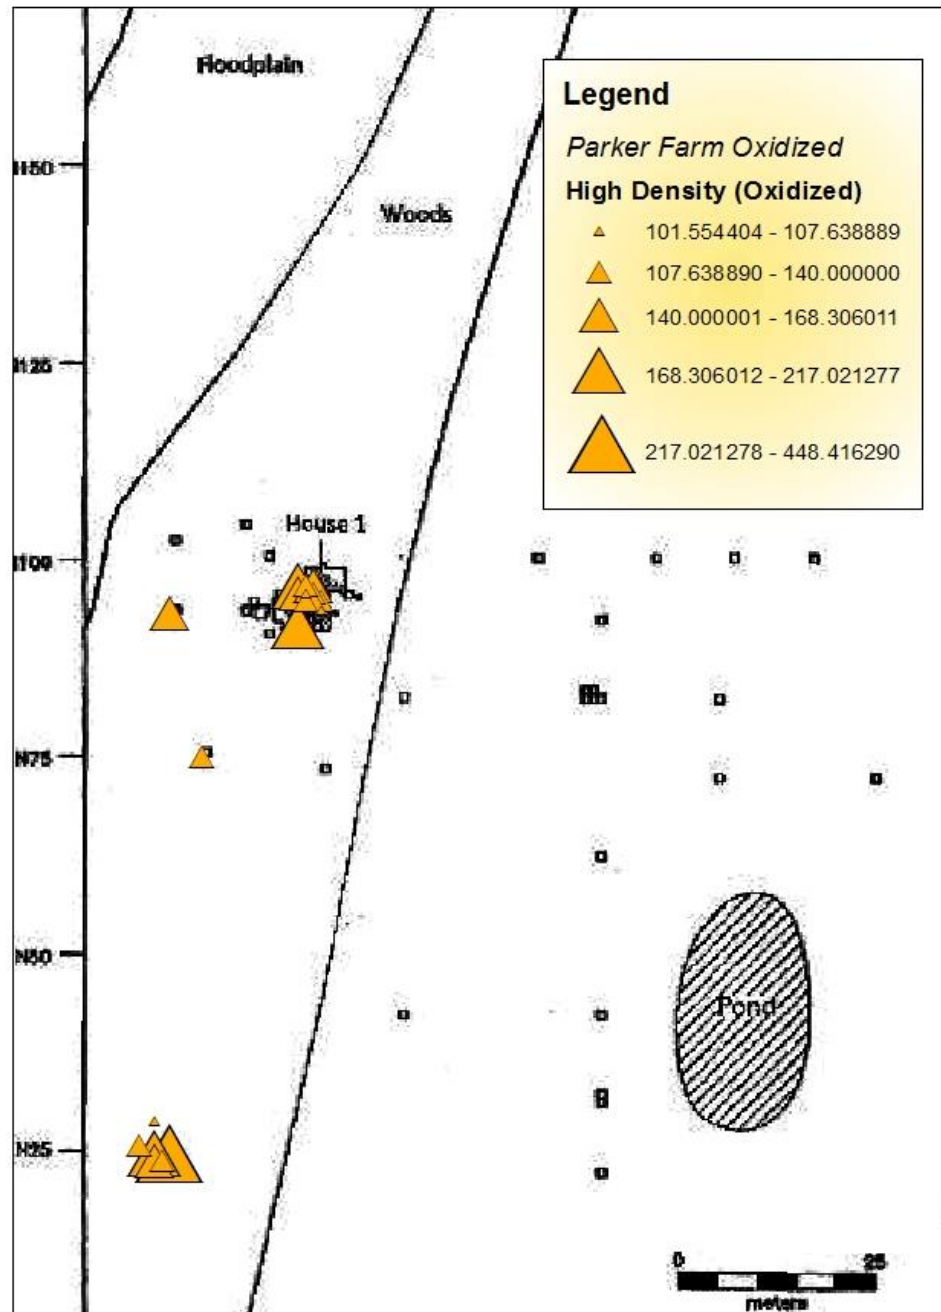 Floodplain
Legend
Parker Farm Oxidized
High Density (Oxidized)
101.554404 - 107.638889
107.638890 - 140.000000
140.000001 - 168.306011
168.306012 - 217.021277
217.021278 - 448.416290
N150
Woods
N125
House 1
N100
N75
N50
Pond
N25
0 25
meters